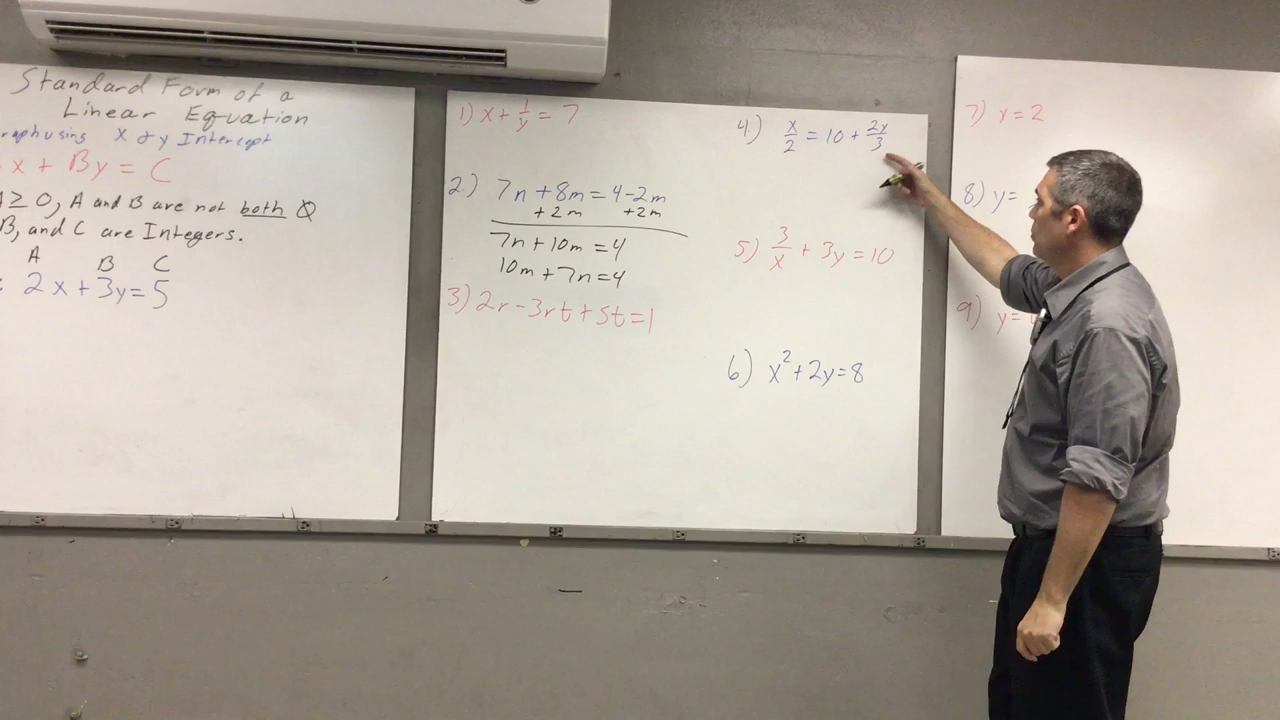 Standard Form of a
Linear Equation
using X & y Intercept
x + By = C
≥ 0, A and B are not both 0
B, and C are Integers.
A B C
: 2x + 3y = 5
1) x + 1/y = 7
2.) 7n + 8m = 4 - 2m
+2m +2m
7n + 10m = 4
10m + 7n = 4
3) 2r - 3rt + 5t = 1
4.) x/2 = 10 + 2y/3
5) 3/x + 3y = 10
6) x² + 2y = 8
7) x = 2
8) y =
9) y =